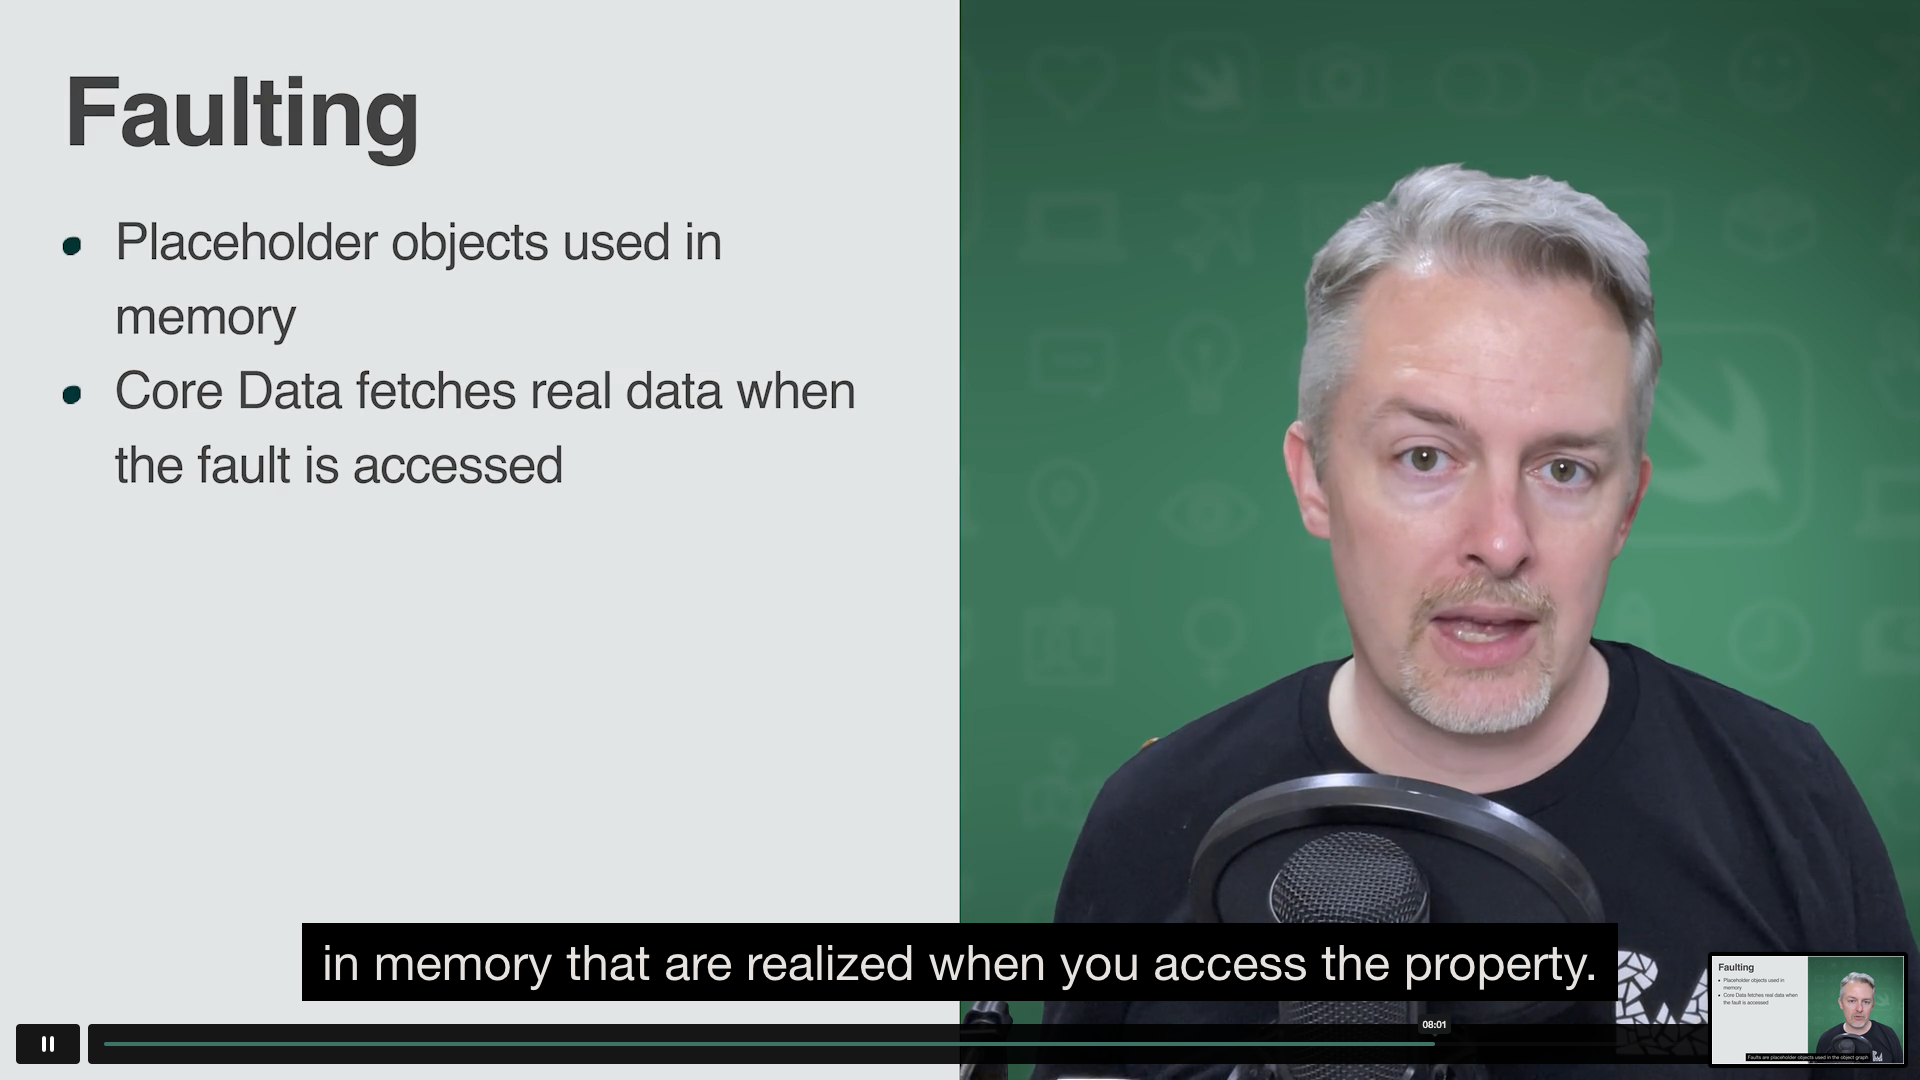 Faulting
Placeholder objects used in
memory
Core Data fetches real data when
the fault is accessed
in memory that are realized when you access the property.
08:01
Faulting
Placeholder objects used in
memory
Core Data fetches real data when
the fault is accessed
Faults are placeholder objects used in the object graph